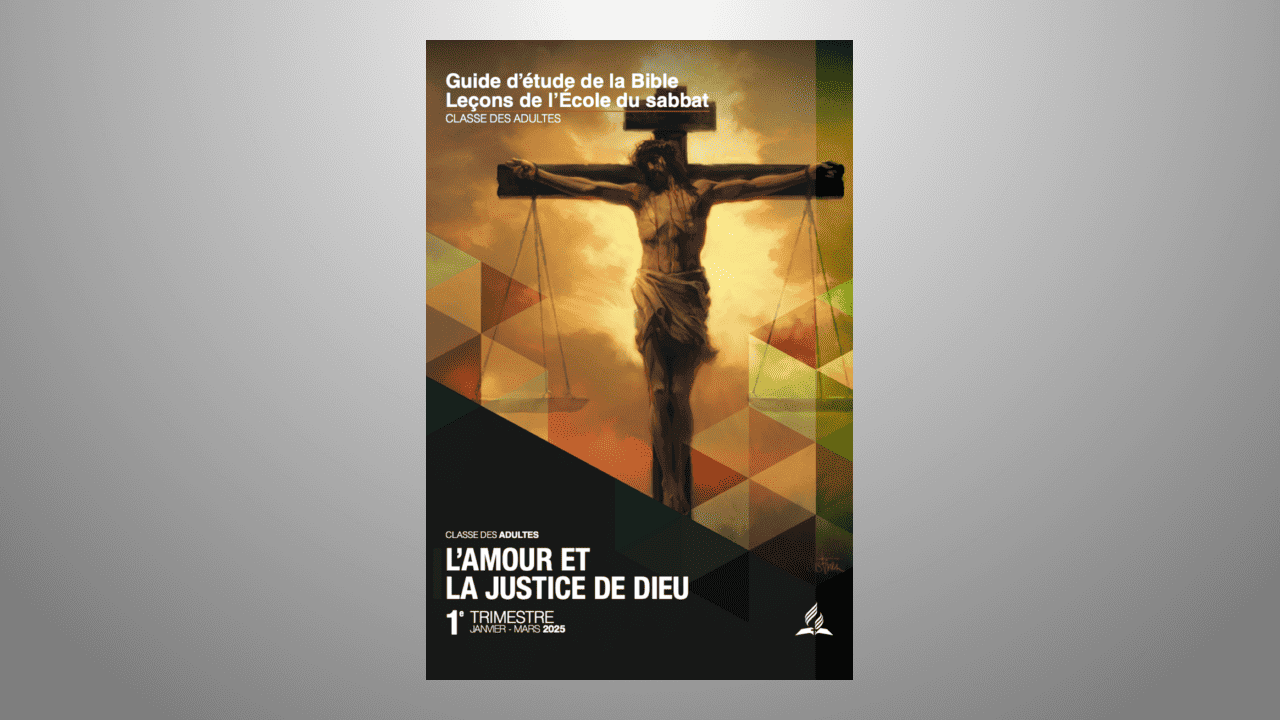 Guide d’étude de la Bible
Leçons de l’École du sabbat
CLASSE DES ADULTES
CLASSE DES ADULTES
L’AMOUR ET
LA JUSTICE DE DIEU
1e TRIMESTRE
JANVIER - MARS 2025